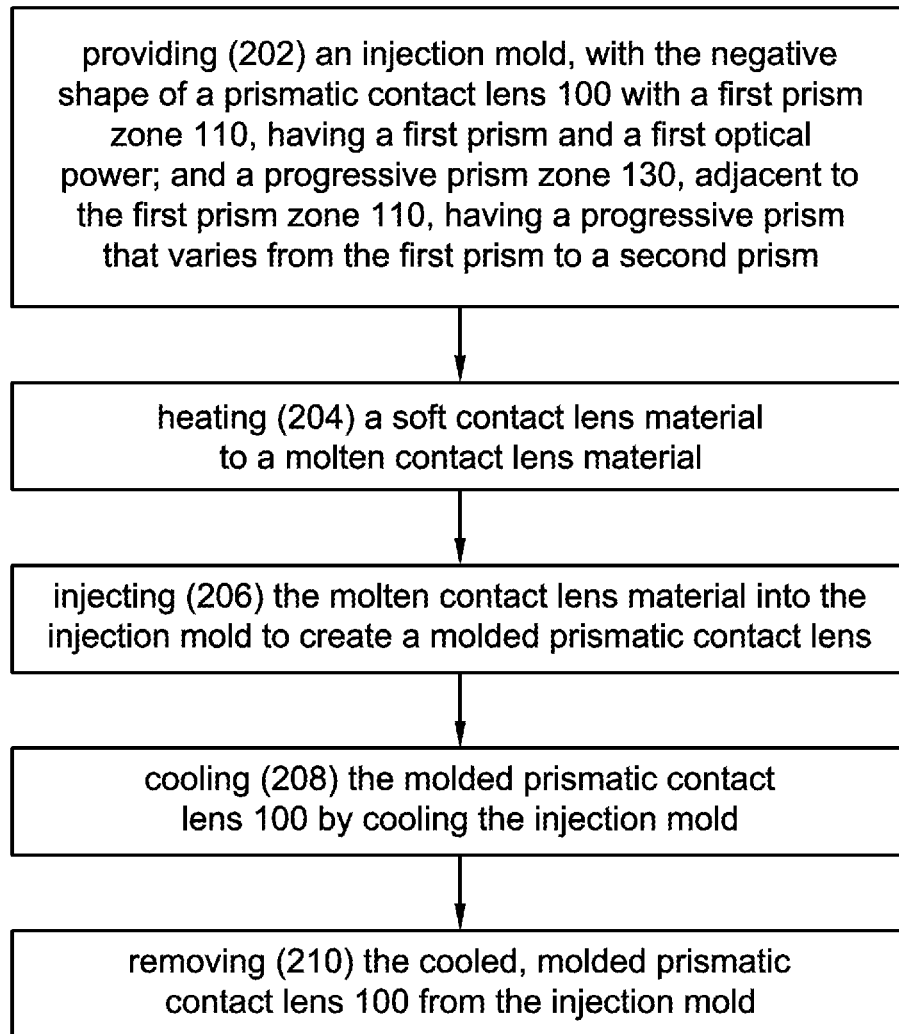 providing (202) an injection mold, with the negative
shape of a prismatic contact lens 100 with a first prism
zone 110, having a first prism and a first optical
power; and a progressive prism zone 130, adjacent to
the first prism zone 110, having a progressive prism
that varies from the first prism to a second prism
heating (204) a soft contact lens material
to a molten contact lens material
injecting (206) the molten contact lens material into the
injection mold to create a molded prismatic contact lens
cooling (208) the molded prismatic contact
lens 100 by cooling the injection mold
removing (210) the cooled, molded prismatic
contact lens 100 from the injection mold